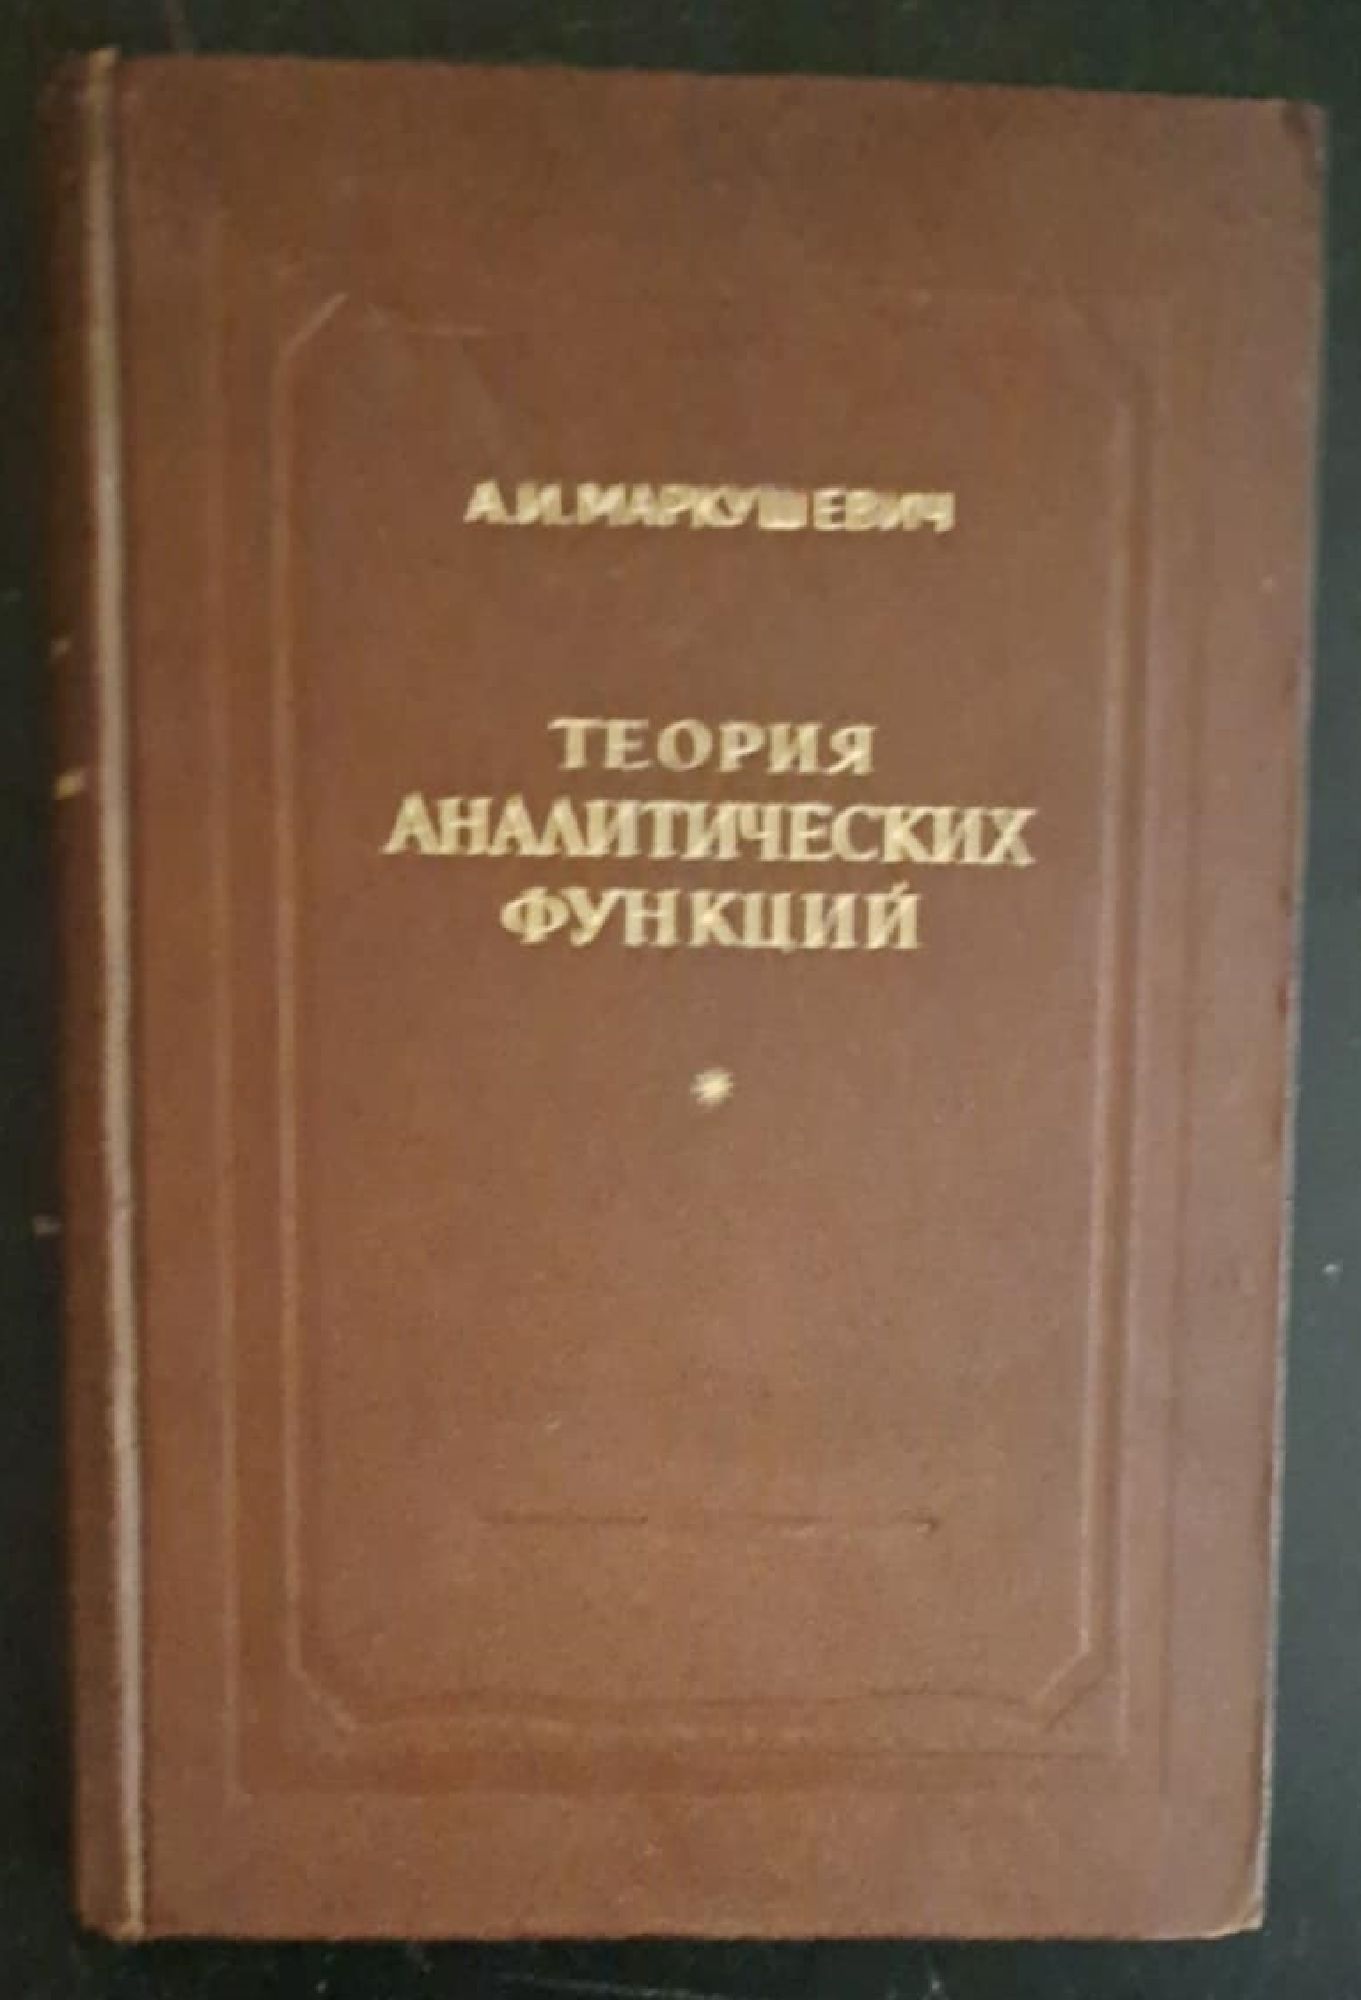 А.И.МАРКУШЕВИЧ
ТЕОРИЯ
АНАЛИТИЧЕСКИХ
ФУНКЦИЙ
*